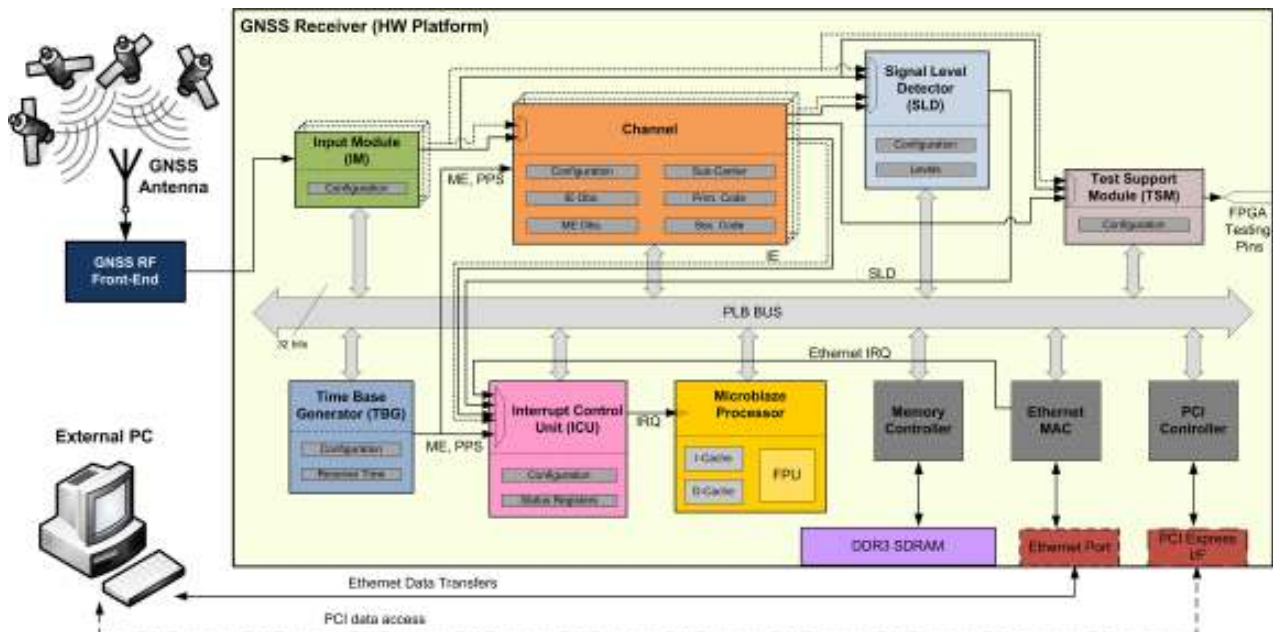 GNSS Receiver (HW Platform)
GNSS
Antenna
GNSS RF
Front-End
Input Module
(IM)
Configuration
ME, PPS
Channel
Configuration
Sub-Carrier
IE Dbs.
Prim. Code
ME Dbs.
Sec. Code
IE
Signal Level
Detector
(SLD)
Configuration
Levels
SLD
Test Support
Module (TSM)
Configuration
FPGA
Testing
Pins
PLB BUS
32 bits
Ethernet IRQ
Time Base
Generator (TBG)
Configuration
Receiver Time
ME, PPS
Interrupt Control
Unit (ICU)
Configuration
Status Registers
IRQ
Microblaze
Processor
I-Cache
D-Cache
FPU
Memory
Controller
Ethernet
MAC
PCI
Controller
DDR3 SDRAM
Ethernet Port
PCI Express
I/F
External PC
Ethernet Data Transfers
PCI data access